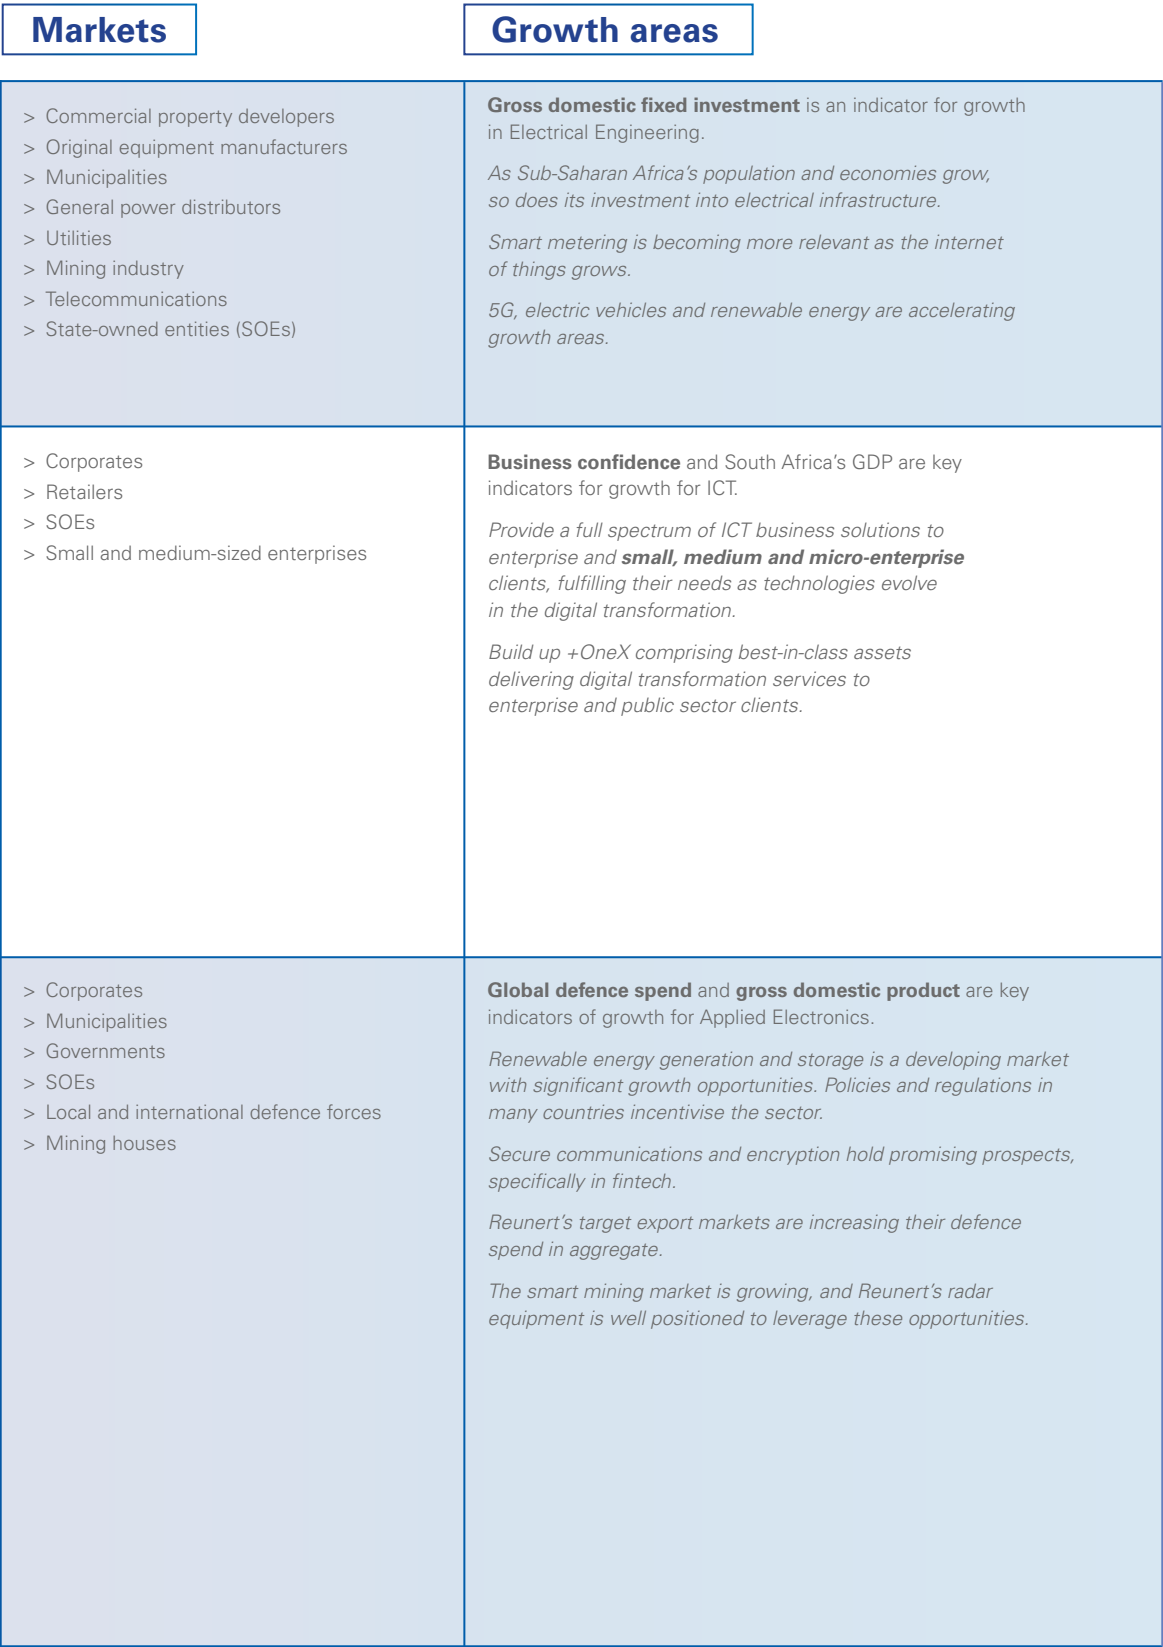 Markets
Growth areas
> Commercial property developers
> Original equipment manufacturers
> Municipalities
> General power distributors
> Utilities
> Mining industry
> Telecommunications
> State-owned entities (SOEs)
Gross domestic fixed investment is an indicator for growth
in Electrical Engineering.
As Sub-Saharan Africa’s population and economies grow,
so does its investment into electrical infrastructure.
Smart metering is becoming more relevant as the internet
of things grows.
5G, electric vehicles and renewable energy are accelerating
growth areas.
> Corporates
> Retailers
> SOEs
> Small and medium-sized enterprises
Business confidence and South Africa’s GDP are key
indicators for growth for ICT.
Provide a full spectrum of ICT business solutions to
enterprise and small, medium and micro-enterprise
clients, fulfilling their needs as technologies evolve
in the digital transformation.
Build up +OneX comprising best-in-class assets
delivering digital transformation services to
enterprise and public sector clients.
> Corporates
> Municipalities
> Governments
> SOEs
> Local and international defence forces
> Mining houses
Global defence spend and gross domestic product are key
indicators of growth for Applied Electronics.
Renewable energy generation and storage is a developing market
with significant growth opportunities. Policies and regulations in
many countries incentivise the sector.
Secure communications and encryption hold promising prospects,
specifically in fintech.
Reunert’s target export markets are increasing their defence
spend in aggregate.
The smart mining market is growing, and Reunert’s radar
equipment is well positioned to leverage these opportunities.